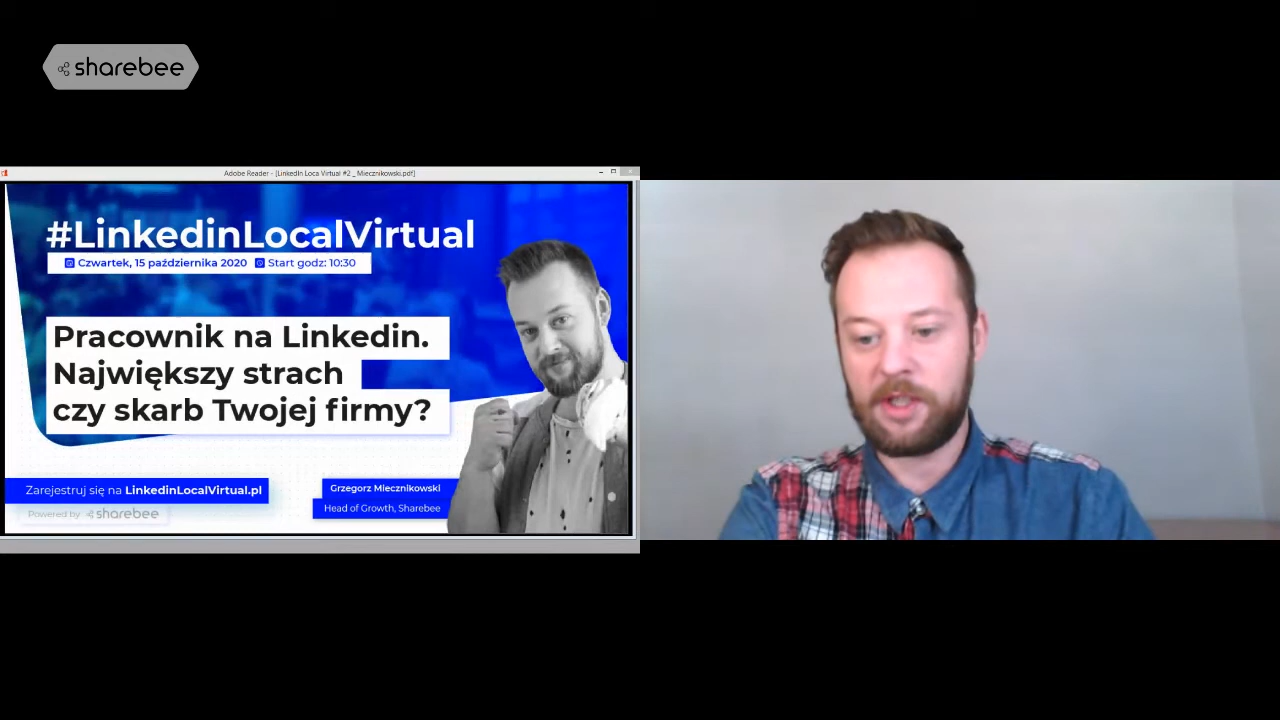 sharebee
Adobe Reader - [LinkedIn Loca Virtual #2 _ Miecznikowski.pdf]
#LinkedinLocalVirtual
Czwartek, 15 października 2020 Start godz: 10:30
Pracownik na Linkedin.
Największy strach
czy skarb Twojej firmy?
Zarejestruj się na LinkedinLocalVirtual.pl
Powered by sharebee
Grzegorz Miecznikowski
Head of Growth, Sharebee